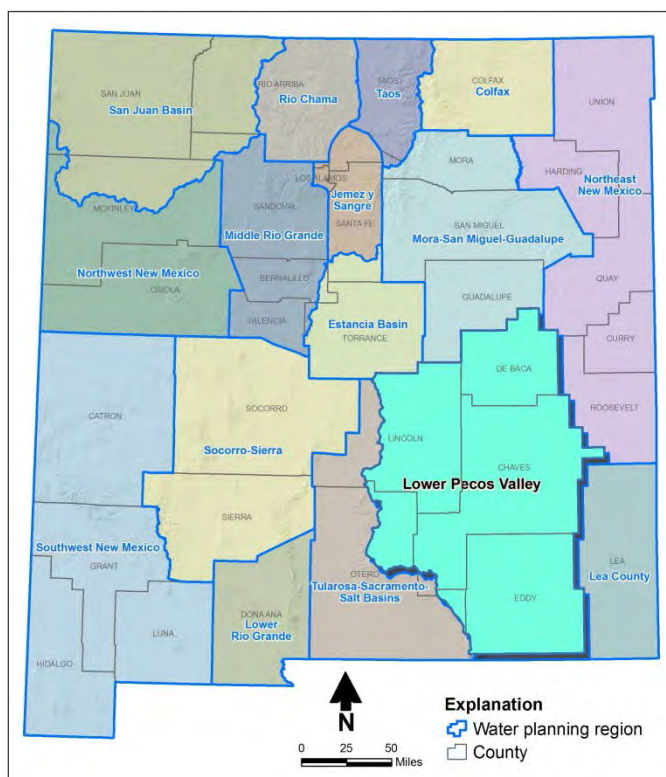 SAN JUAN
San Juan Basin
RIO ARRIBA
Rio Chama
TAOS
Taos
COLFAX
Colfax
UNION
MORA
HARDING
Northeast
New Mexico
LOS ALAMOS
Jemez y
Sangre
SANTA FE
MCKINLEY
SANDOVAL
Middle Rio Grande
SAN MIGUEL
Mora-San Miguel-Guadalupe
Northwest New Mexico
CIBOLA
BERNALILLO
VALENCIA
GUADALUPE
QUAY
Estancia Basin
TORRANCE
CURRY
DE BACA
ROOSEVELT
CATRON
SOCORRO
Socorro-Sierra
LINCOLN
CHAVES
Lower Pecos Valley
SIERRA
Southwest New Mexico
GRANT
LEA
Lea County
OTERO
Tularosa-Sacramento-
Salt Basins
EDDY
DONA ANA
Lower
Rio Grande
LUNA
HIDALGO
N
0 25 50
Miles
Explanation
Water planning region
County